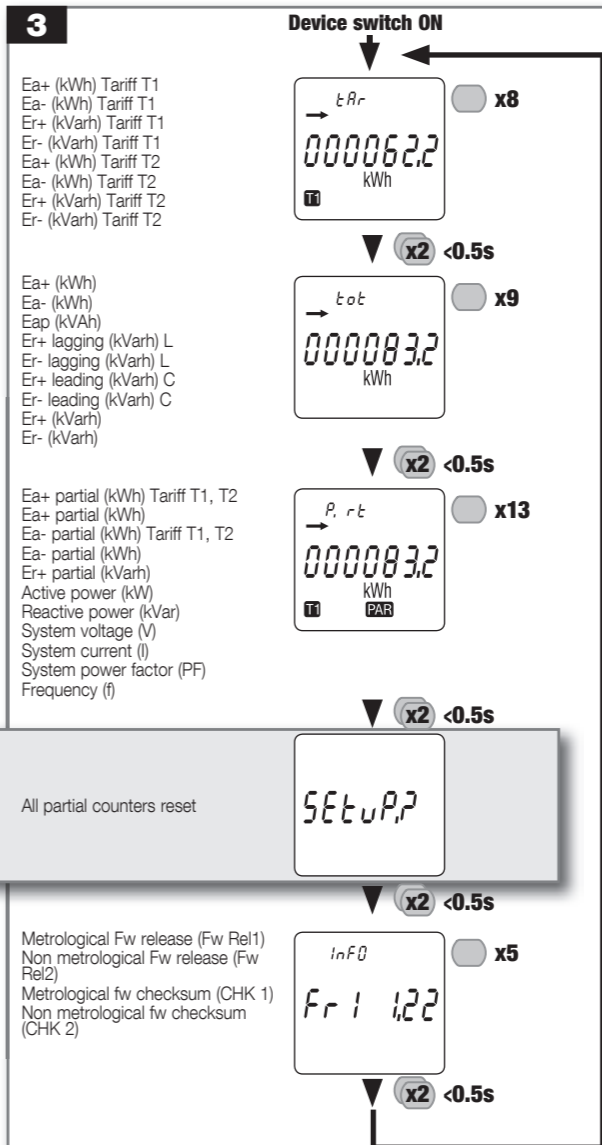 3
Device switch ON
Ea+ (kWh) Tariff T1
Ea- (kWh) Tariff T1
Er+ (kVarh) Tariff T1
Er- (kVarh) Tariff T1
Ea+ (kWh) Tariff T2
Ea- (kWh) Tariff T2
Er+ (kVarh) Tariff T2
Er- (kVarh) Tariff T2
tAr
000062.2
kWh
T1
x8
x2 <0.5s
Ea+ (kWh)
Ea- (kWh)
Eap (kVAh)
Er+ lagging (kVarh) L
Er- lagging (kVarh) L
Er+ leading (kVarh) C
Er- leading (kVarh) C
Er+ (kVarh)
Er- (kVarh)
tot
000083.2
kWh
x9
x2 <0.5s
Ea+ partial (kWh) Tariff T1, T2
Ea+ partial (kWh)
Ea- partial (kWh) Tariff T1, T2
Ea- partial (kWh)
Er+ partial (kVarh)
Active power (kW)
Reactive power (kVar)
System voltage (V)
System current (I)
System power factor (PF)
Frequency (f)
PArt
000083.2
kWh
T1 PAR
x13
x2 <0.5s
All partial counters reset
SEtuP.?
x2 <0.5s
Metrological Fw release (Fw Rel1)
Non metrological Fw release (Fw
Rel2)
Metrological fw checksum (CHK 1)
Non metrological fw checksum
(CHK 2)
InFO
Fr1 1.22
x5
x2 <0.5s